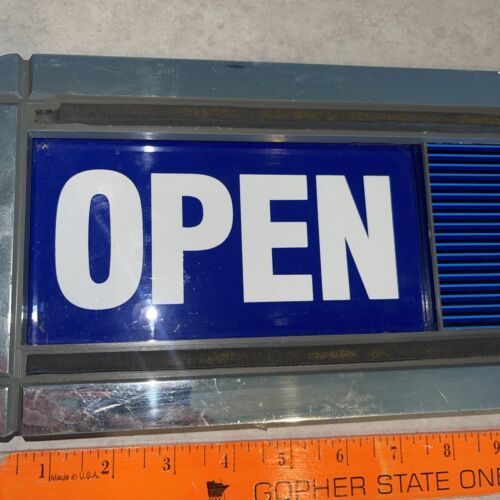 OPEN
1 2 3 4 5 6 7 8 9
Made in U.S.A.
GOPHER STATE ONE